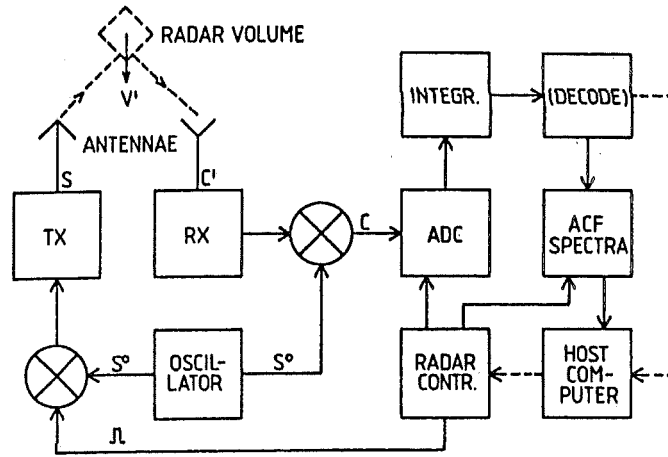 RADAR VOLUME
V'
ANTENNAE
S
C'
INTEGR.
(DECODE)
TX
RX
C
ADC
ACF
SPECTRA
S°
OSCIL-
LATOR
S°
RADAR
CONTR.
HOST
COM-
PUTER